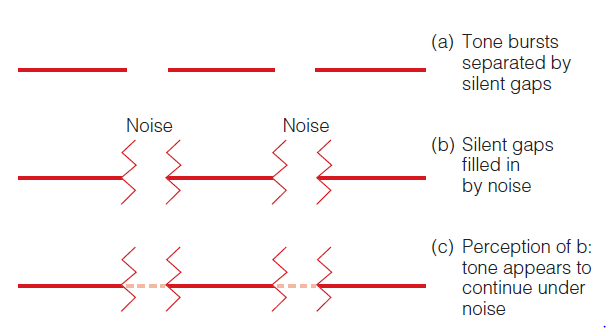 (a) Tone bursts
separated by
silent gaps
Noise Noise
(b) Silent gaps
filled in
by noise
(c) Perception of b:
tone appears to
continue under
noise